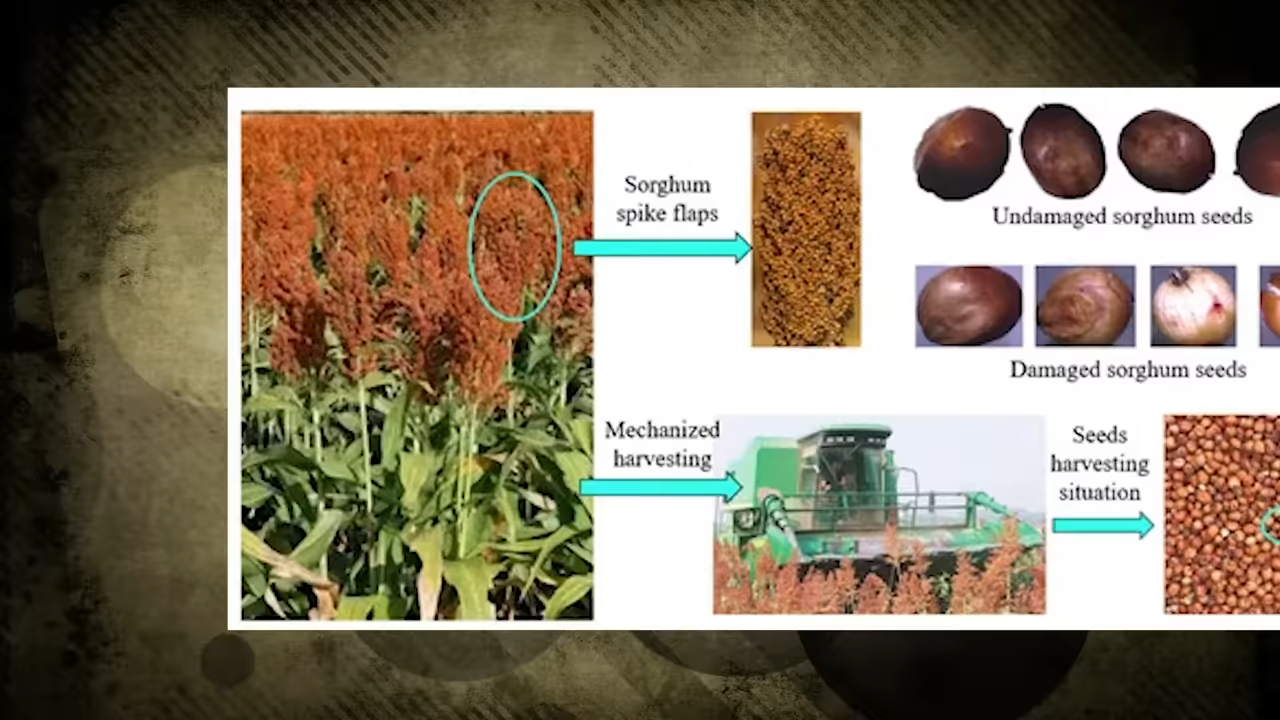 Sorghum
spike flaps
Undamaged sorghum seeds
Damaged sorghum seeds
Mechanized
harvesting
Seeds
harvesting
situation